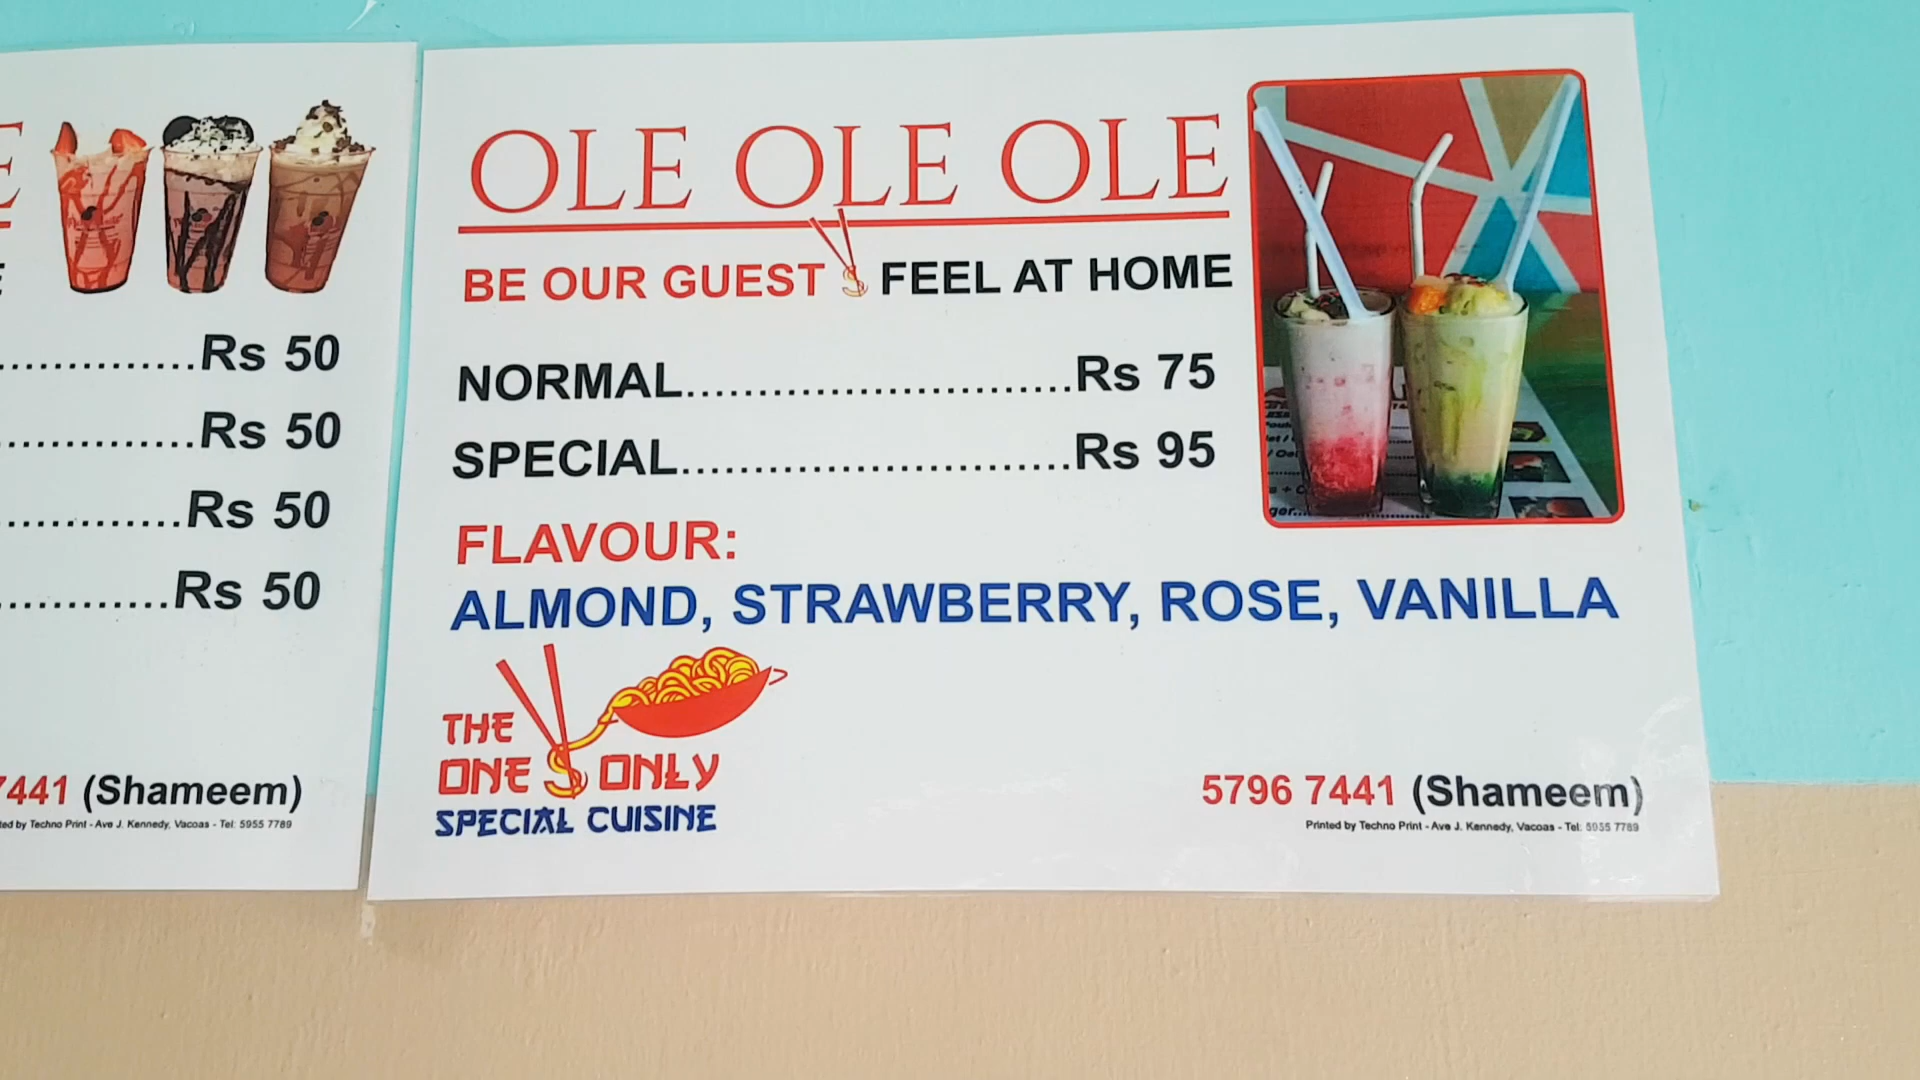 E
E
..............Rs 50
..............Rs 50
.............Rs 50
............Rs 50
7441 (Shameem)
ted by Techno Print - Ave J. Kennedy, Vacoas - Tel: 5955 7789
OLE OLE OLE
BE OUR GUEST FEEL AT HOME
NORMAL...........................Rs 75
SPECIAL...........................Rs 95
FLAVOUR:
ALMOND, STRAWBERRY, ROSE, VANILLA
THE
ONE & ONLY
SPECIAL CUISINE
5796 7441 (Shameem)
Printed by Techno Print - Ave J. Kennedy, Vacoas - Tel: 5955 7789